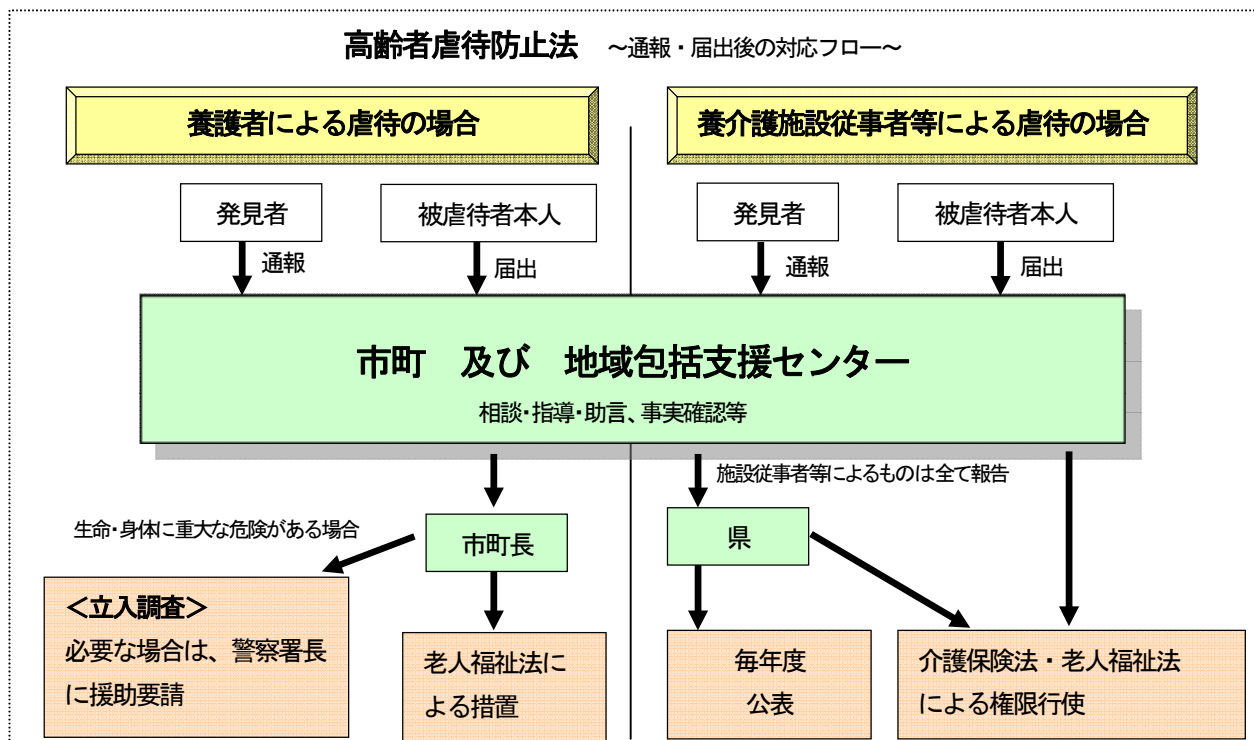 高齢者虐待防止法 ～通報・届出後の対応フロー～
養護者による虐待の場合
養介護施設従事者等による虐待の場合
発見者
被虐待者本人
発見者
被虐待者本人
通報
届出
通報
届出
市町 及び 地域包括支援センター
相談・指導・助言、事実確認等
施設従事者等によるものは全て報告
生命・身体に重大な危険がある場合
市町長
県
＜立入調査＞
必要な場合は、警察署長
に援助要請
老人福祉法に
よる措置
毎年度
公表
介護保険法・老人福祉法
による権限行使